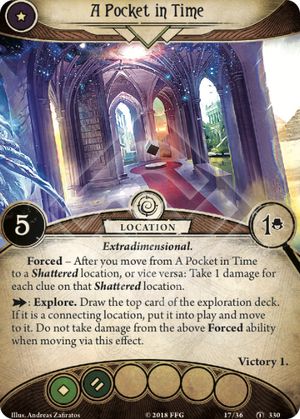 A Pocket in Time
5
1
LOCATION
Extradimensional.
Forced – After you move from A Pocket in Time
to a Shattered location, or vice versa: Take 1 damage for
each clue on that Shattered location.
: Explore. Draw the top card of the exploration deck.
If it is a connecting location, put it into play and move
to it. Do not take damage from the above Forced ability
when moving via this effect.
Victory 1.
Illus. Andreas Zafiratos
© 2018 FFG
17/36
330